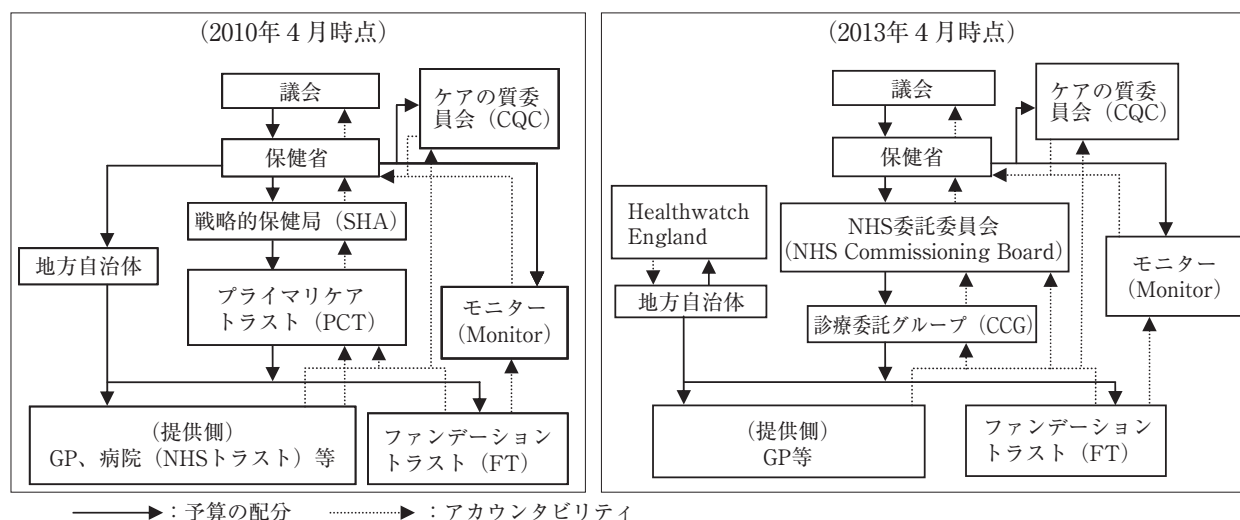 (2010年4月時点)
議会
ケアの質委
員会(CQC)
保健省
戦略的保健局(SHA)
地方自治体
プライマリケア
トラスト(PCT)
モニター
(Monitor)
(提供側)
GP、病院(NHSトラスト)等
ファンデーション
トラスト(FT)
(2013年4月時点)
議会
ケアの質委
員会(CQC)
保健省
Healthwatch
England
NHS委託委員会
(NHS Commissioning Board)
モニター
(Monitor)
地方自治体
診療委託グループ(CCG)
(提供側)
GP等
ファンデーション
トラスト(FT)
:予算の配分 :アカウンタビリティ